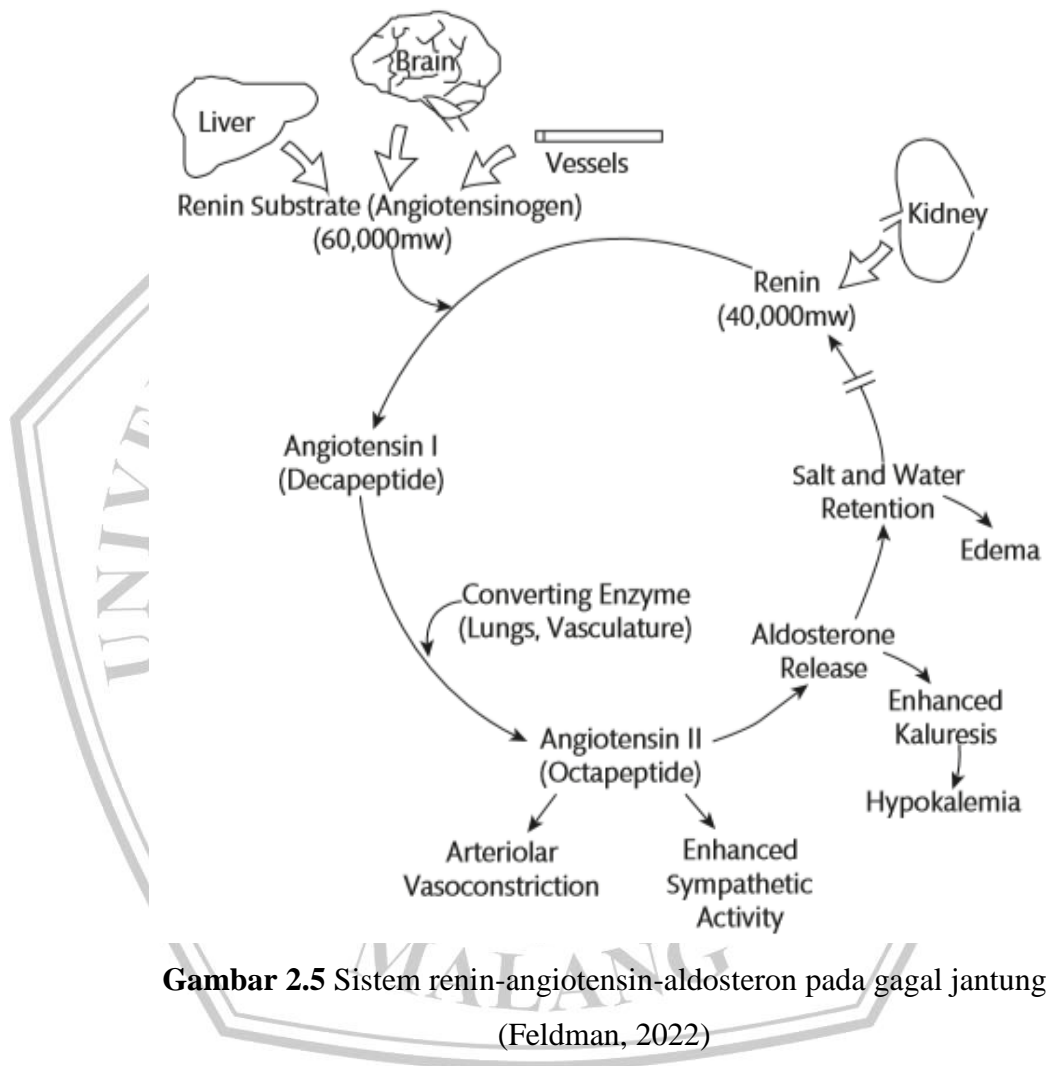 Brain
Liver
Vessels
Renin Substrate (Angiotensinogen)
(60,000mw)
Kidney
Renin
(40,000mw)
Angiotensin I
(Decapeptide)
Salt and Water
Retention
Edema
Converting Enzyme
(Lungs, Vasculature)
Aldosterone
Release
Enhanced
Kaluresis
Angiotensin II
(Octapeptide)
Hypokalemia
Arteriolar
Vasoconstriction
Enhanced
Sympathetic
Activity
UNIVE
MALANG
Gambar 2.5 Sistem renin-angiotensin-aldosteron pada gagal jantung
(Feldman, 2022)